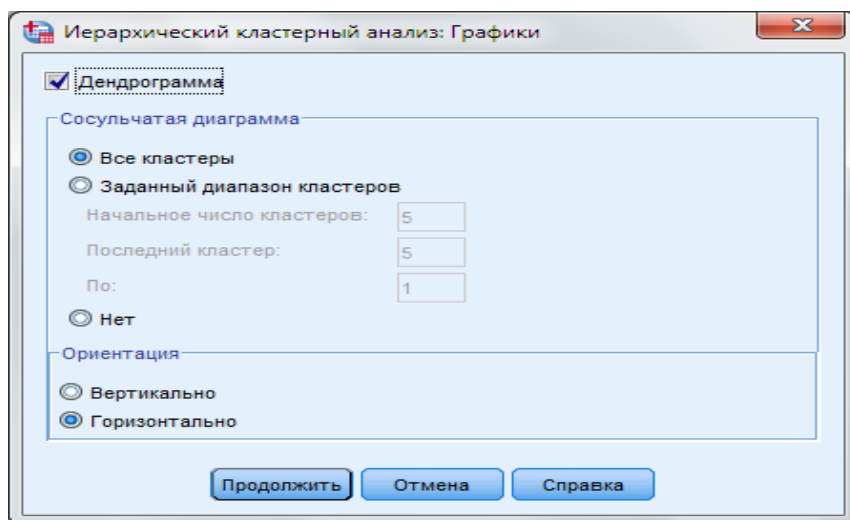 Иерархический кластерный анализ: Графики
Дендрограмма
Сосульчатая диаграмма
Все кластеры
Заданный диапазон кластеров
Начальное число кластеров: 5
Последний кластер: 5
По: 1
Нет
Ориентация
Вертикально
Горизонтально
Продолжить Отмена Справка